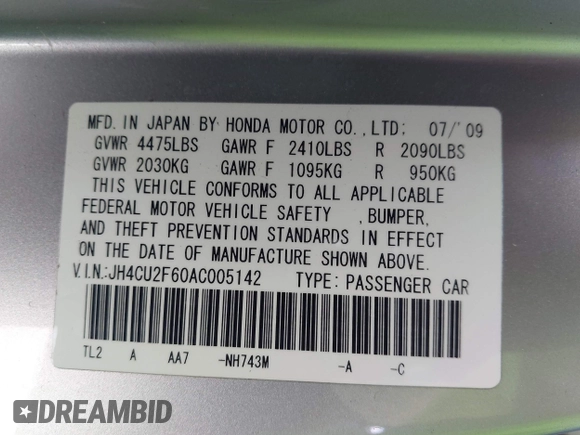 MFD. IN JAPAN BY HONDA MOTOR CO.,LTD; 07/'09
GVWR 4475LBS GAWR F 2410LBS R 2090LBS
GVWR 2030KG GAWR F 1095KG R 950KG
THIS VEHICLE CONFORMS TO ALL APPLICABLE
FEDERAL MOTOR VEHICLE SAFETY ,BUMPER,
AND THEFT PREVENTION STANDARDS IN EFFECT
ON THE DATE OF MANUFACTURE SHOWN ABOVE.
V.I.N:JH4CU2F60AC005142 TYPE: PASSENGER CAR
TL2 A AA7 -NH743M -A -C
DREAMBID